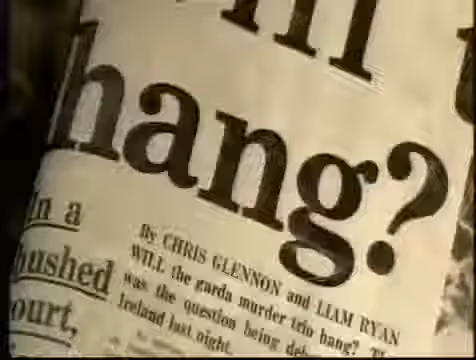 hang?
In a
hushed
ourt,
By CHRIS GLENNON and LIAM RYAN
WILL the garda murder trio hang?
was the question being deb
Ireland last night.